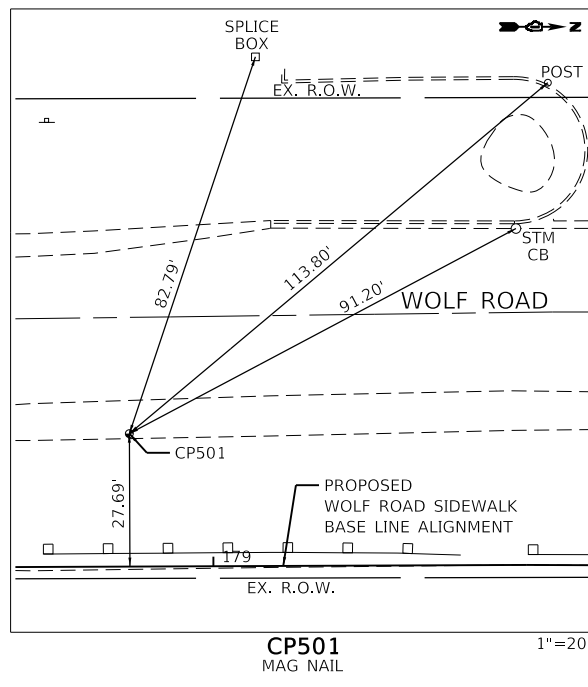 SPLICE
BOX
N
POST
EX. R.O.W.
STM
CB
82.79'
113.80'
91.20'
WOLF ROAD
CP501
27.69'
PROPOSED
WOLF ROAD SIDEWALK
BASE LINE ALIGNMENT
179
EX. R.O.W.
CP501
1"=20
MAG NAIL